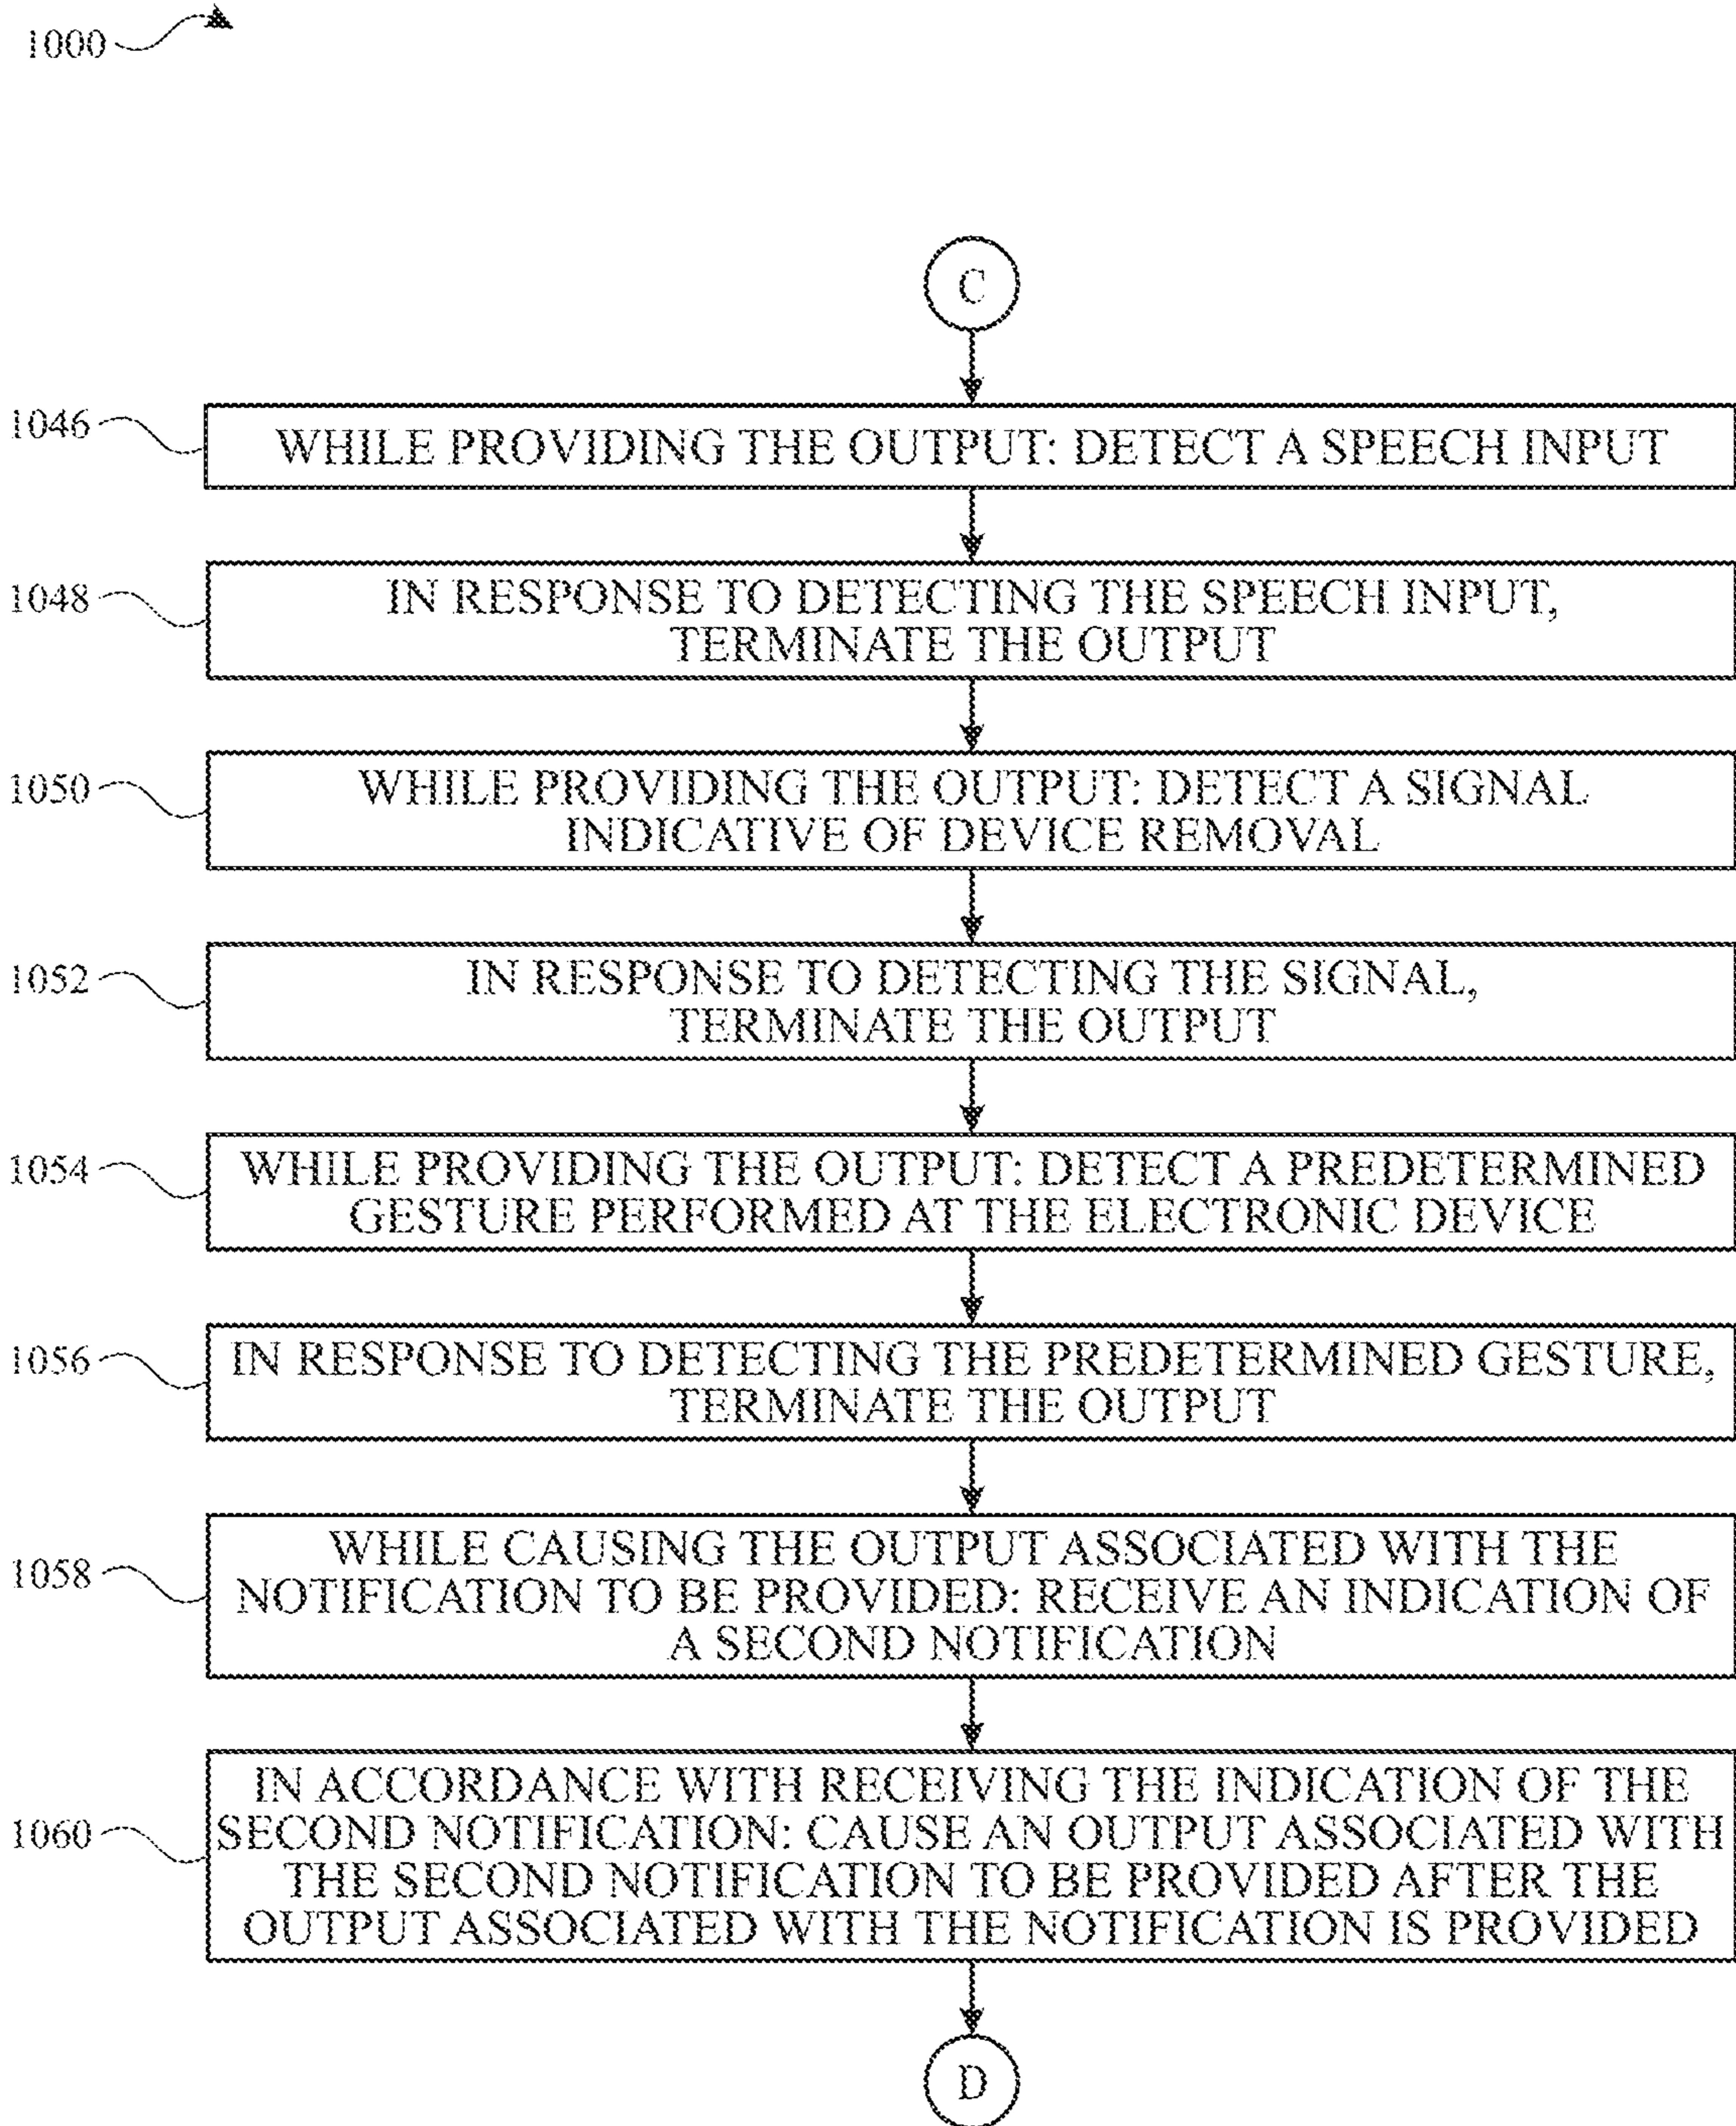 1000
C
1046
WHILE PROVIDING THE OUTPUT: DETECT A SPEECH INPUT
1048
IN RESPONSE TO DETECTING THE SPEECH INPUT,
TERMINATE THE OUTPUT
1050
WHILE PROVIDING THE OUTPUT: DETECT A SIGNAL
INDICATIVE OF DEVICE REMOVAL
1052
IN RESPONSE TO DETECTING THE SIGNAL,
TERMINATE THE OUTPUT
1054
WHILE PROVIDING THE OUTPUT: DETECT A PREDETERMINED
GESTURE PERFORMED AT THE ELECTRONIC DEVICE
1056
IN RESPONSE TO DETECTING THE PREDETERMINED GESTURE,
TERMINATE THE OUTPUT
1058
WHILE CAUSING THE OUTPUT ASSOCIATED WITH THE
NOTIFICATION TO BE PROVIDED: RECEIVE AN INDICATION OF
A SECOND NOTIFICATION
1060
IN ACCORDANCE WITH RECEIVING THE INDICATION OF THE
SECOND NOTIFICATION: CAUSE AN OUTPUT ASSOCIATED WITH
THE SECOND NOTIFICATION TO BE PROVIDED AFTER THE
OUTPUT ASSOCIATED WITH THE NOTIFICATION IS PROVIDED
D